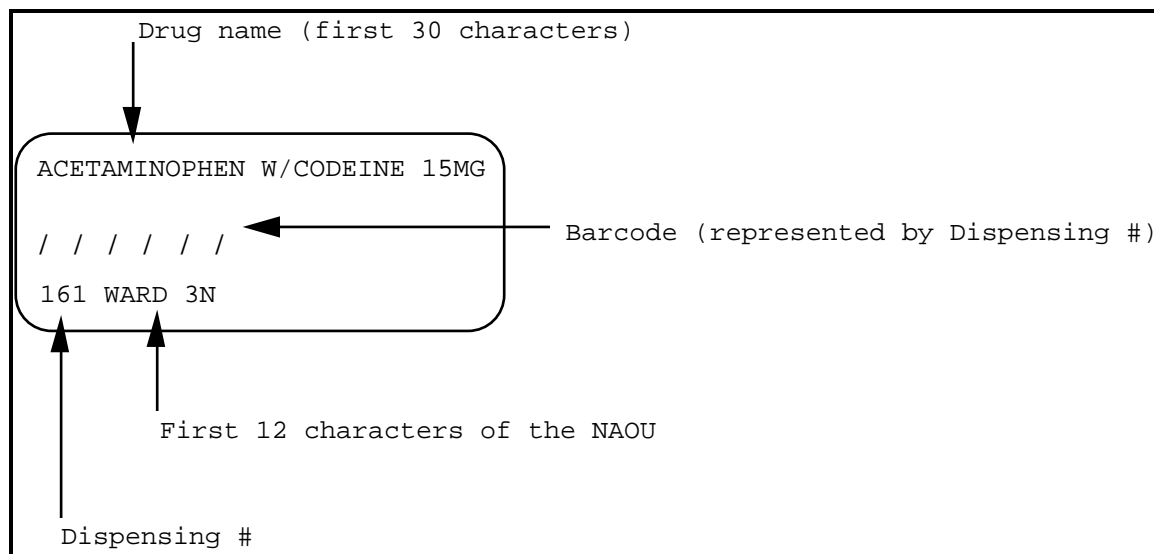 Drug name (first 30 characters)
ACETAMINOPHEN W/CODEINE 15MG
/ / / / / /
Barcode (represented by Dispensing #)
161 WARD 3N
First 12 characters of the NAOU
Dispensing #